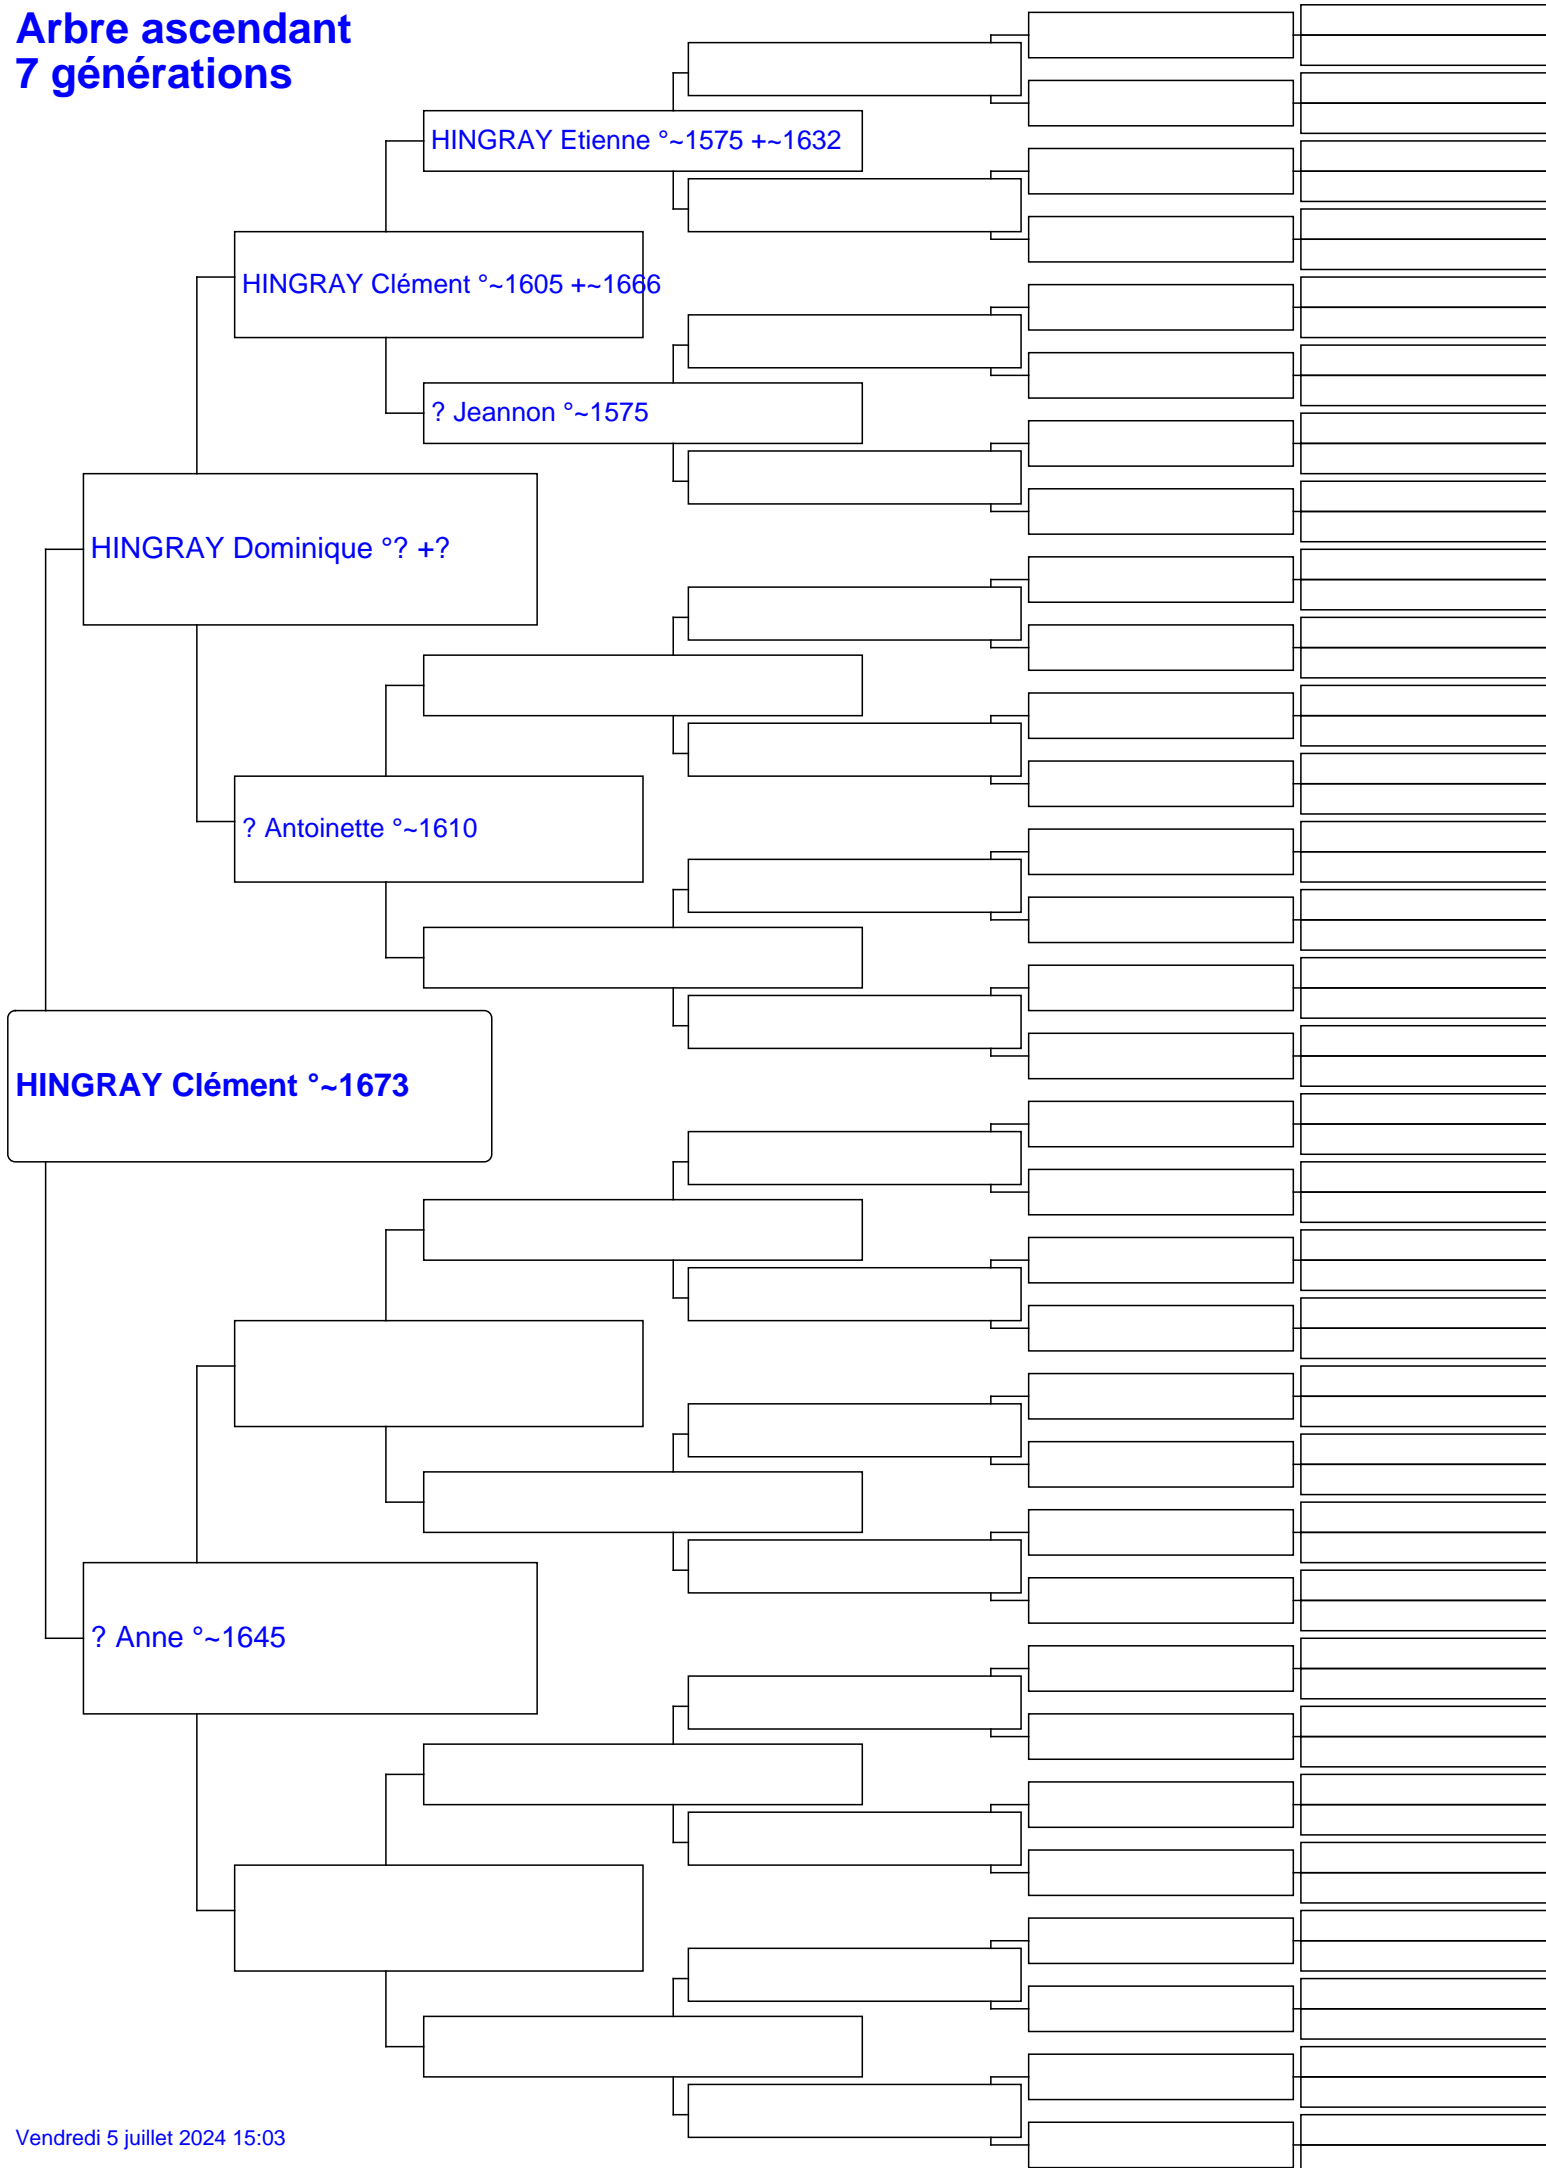 Arbre ascendant
7 générations
HINGRAY Etienne °~1575 +~1632
HINGRAY Clément °~1605 +~1666
? Jeannon °~1575
HINGRAY Dominique °? +?
? Antoinette °~1610
HINGRAY Clément °~1673
? Anne °~1645
Vendredi 5 juillet 2024 15:03